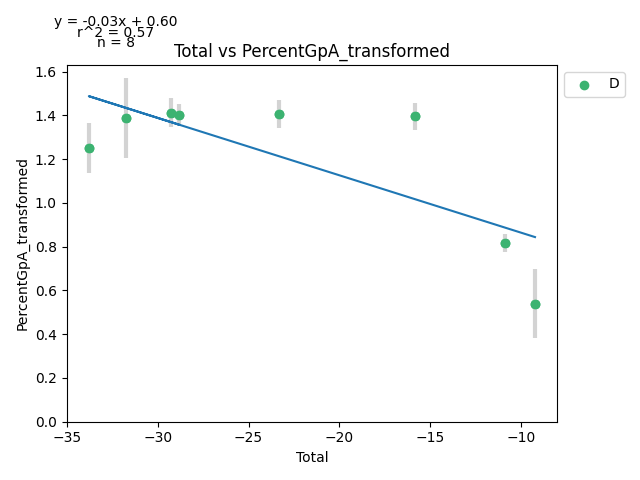 y = -0.03x + 0.60
r^2 = 0.57
n = 8
Total vs PercentGpA_transformed
D
PercentGpA_transformed
1.6
1.4
1.2
1.0
0.8
0.6
0.4
0.2
0.0
−35 −30 −25 −20 −15 −10
Total